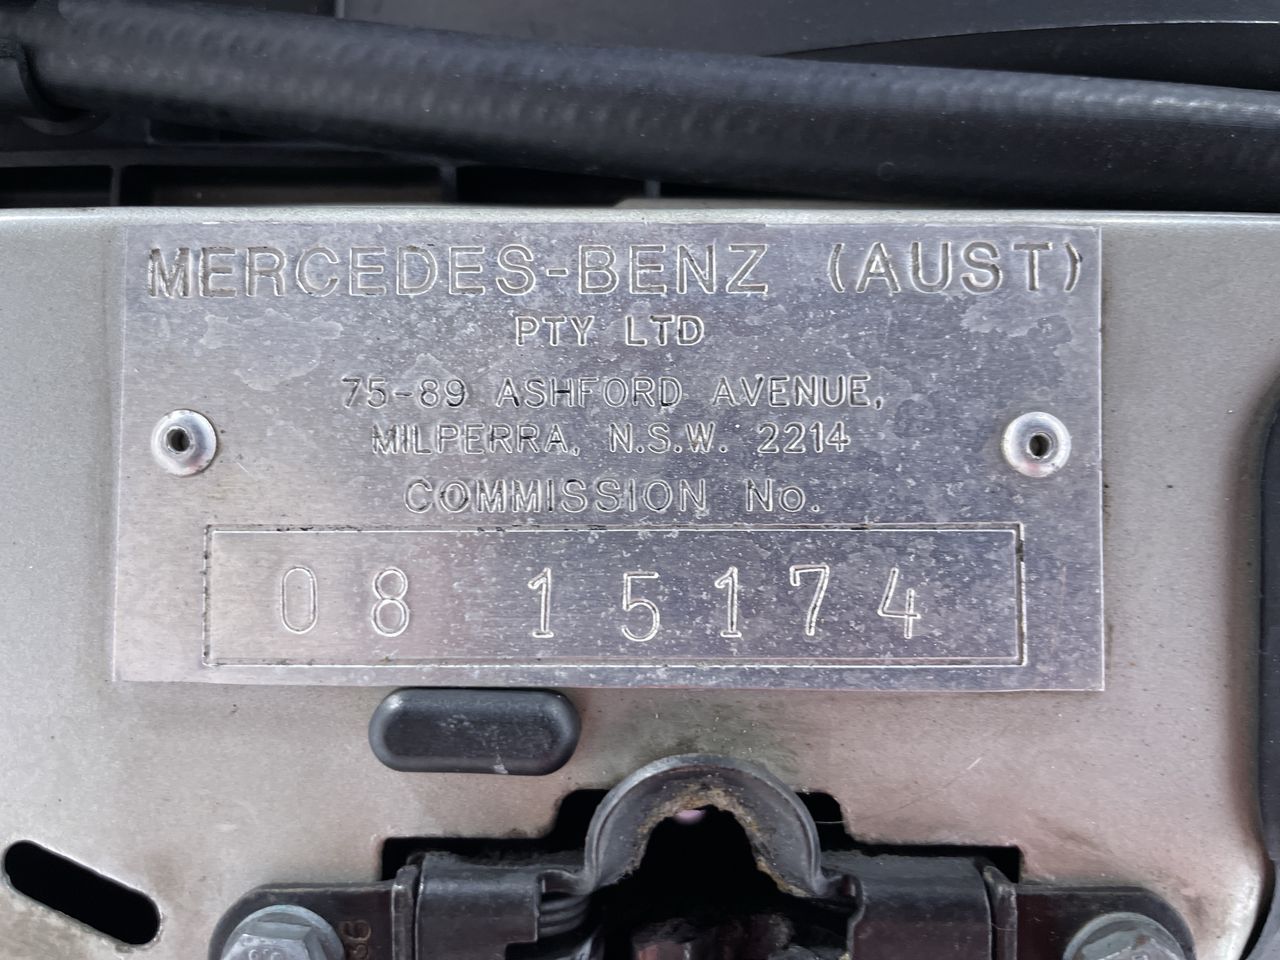 MERCEDES-BENZ (AUST)
PTY LTD
75-89 ASHFORD AVENUE,
MILPERRA, N.S.W. 2214
COMMISSION No.
08 15174